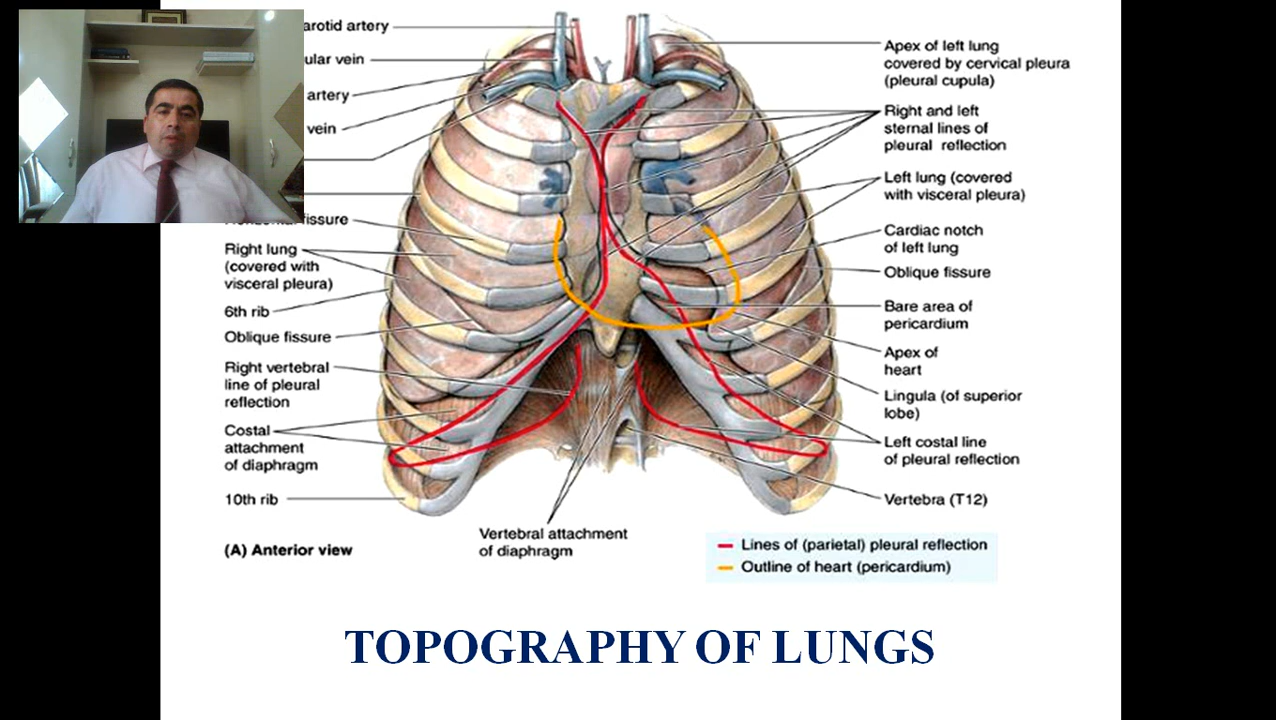 artery
vein
artery
vein
fissure
Right lung
(covered with
visceral pleura)
6th rib
Oblique fissure
Right vertebral
line of pleural
reflection
Costal
attachment
of diaphragm
10th rib
(A) Anterior view
Vertebral attachment
of diaphragm
Apex of left lung
covered by cervical pleura
(pleural cupula)
Right and left
sternal lines of
pleural reflection
Left lung (covered
with visceral pleura)
Cardiac notch
of left lung
Oblique fissure
Bare area of
pericardium
Apex of
heart
Lingula (of superior
lobe)
Left costal line
of pleural reflection
Vertebra (T12)
Lines of (parietal) pleural reflection
Outline of heart (pericardium)
TOPOGRAPHY OF LUNGS